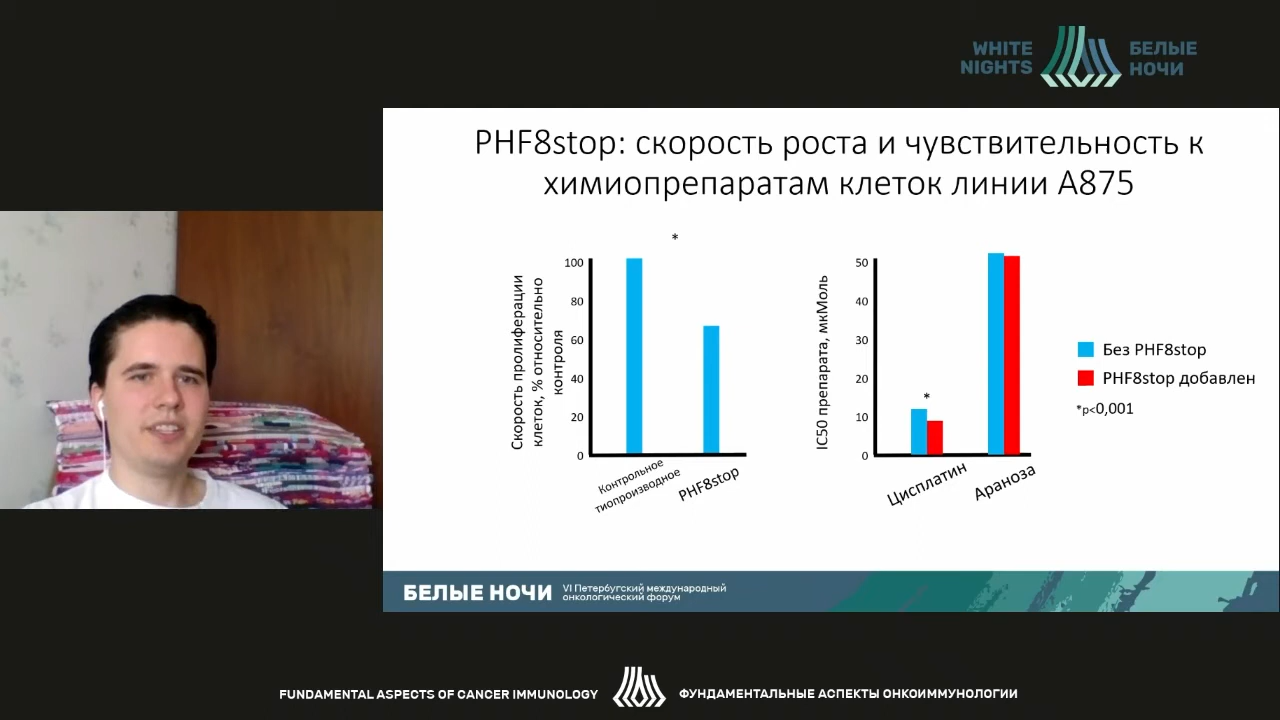 WHITE
NIGHTS
БЕЛЫЕ
НОЧИ
PHF8stop: скорость роста и чувствительность к
химиопрепаратам клеток линии А875
Скорость пролиферации
клеток, % относительно
контроля
*
100
80
60
40
20
0
Контрольное
тиопроизводное
PHF8stop
IC50 препарата, мкМоль
50
40
30
20
10
0
*
Цисплатин
Араноза
Без PHF8stop
PHF8stop добавлен
*p<0,001
БЕЛЫЕ НОЧИ
VI Петербугский международный
онкологический форум
FUNDAMENTAL ASPECTS OF CANCER IMMUNOLOGY
ФУНДАМЕНТАЛЬНЫЕ АСПЕКТЫ ОНКОИММУНОЛОГИИ